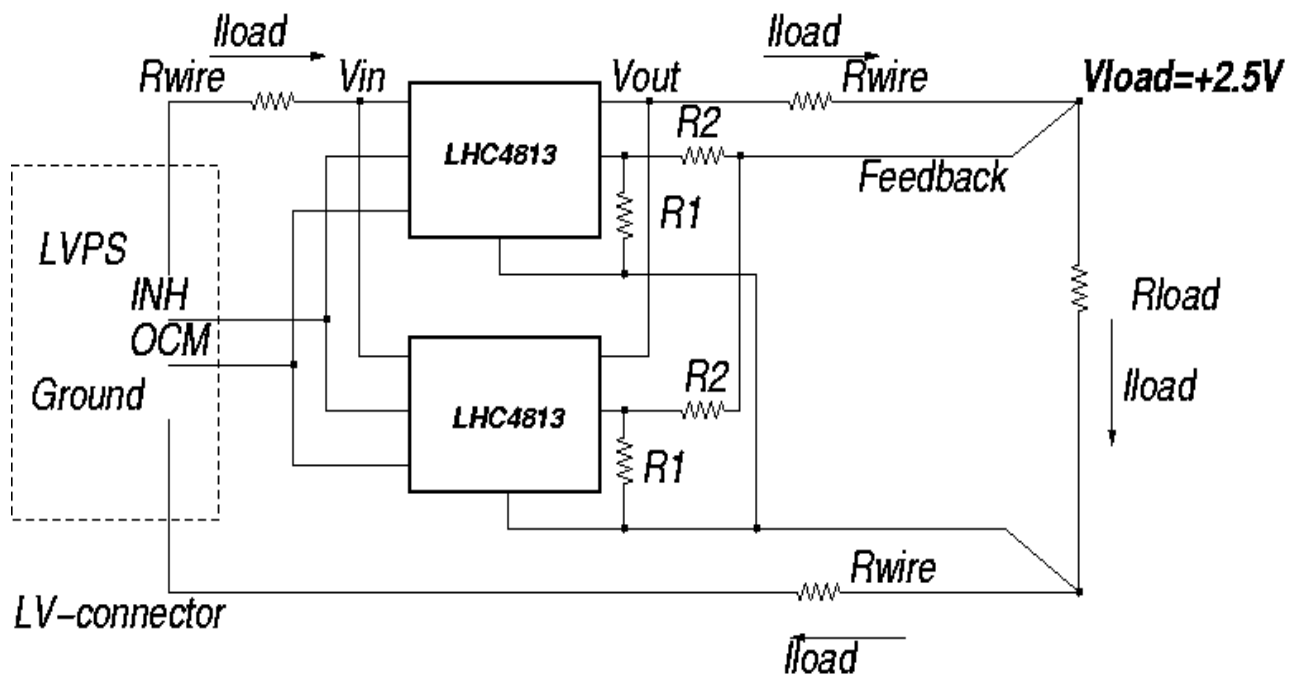 Iload
Iload
Rwire
Vin
Vout
Rwire
Vload=+2.5V
R2
LHC4813
Feedback
R1
LVPS
INH
Rload
OCM
R2
Ground
Iload
LHC4813
R1
Rwire
LV-connector
Iload